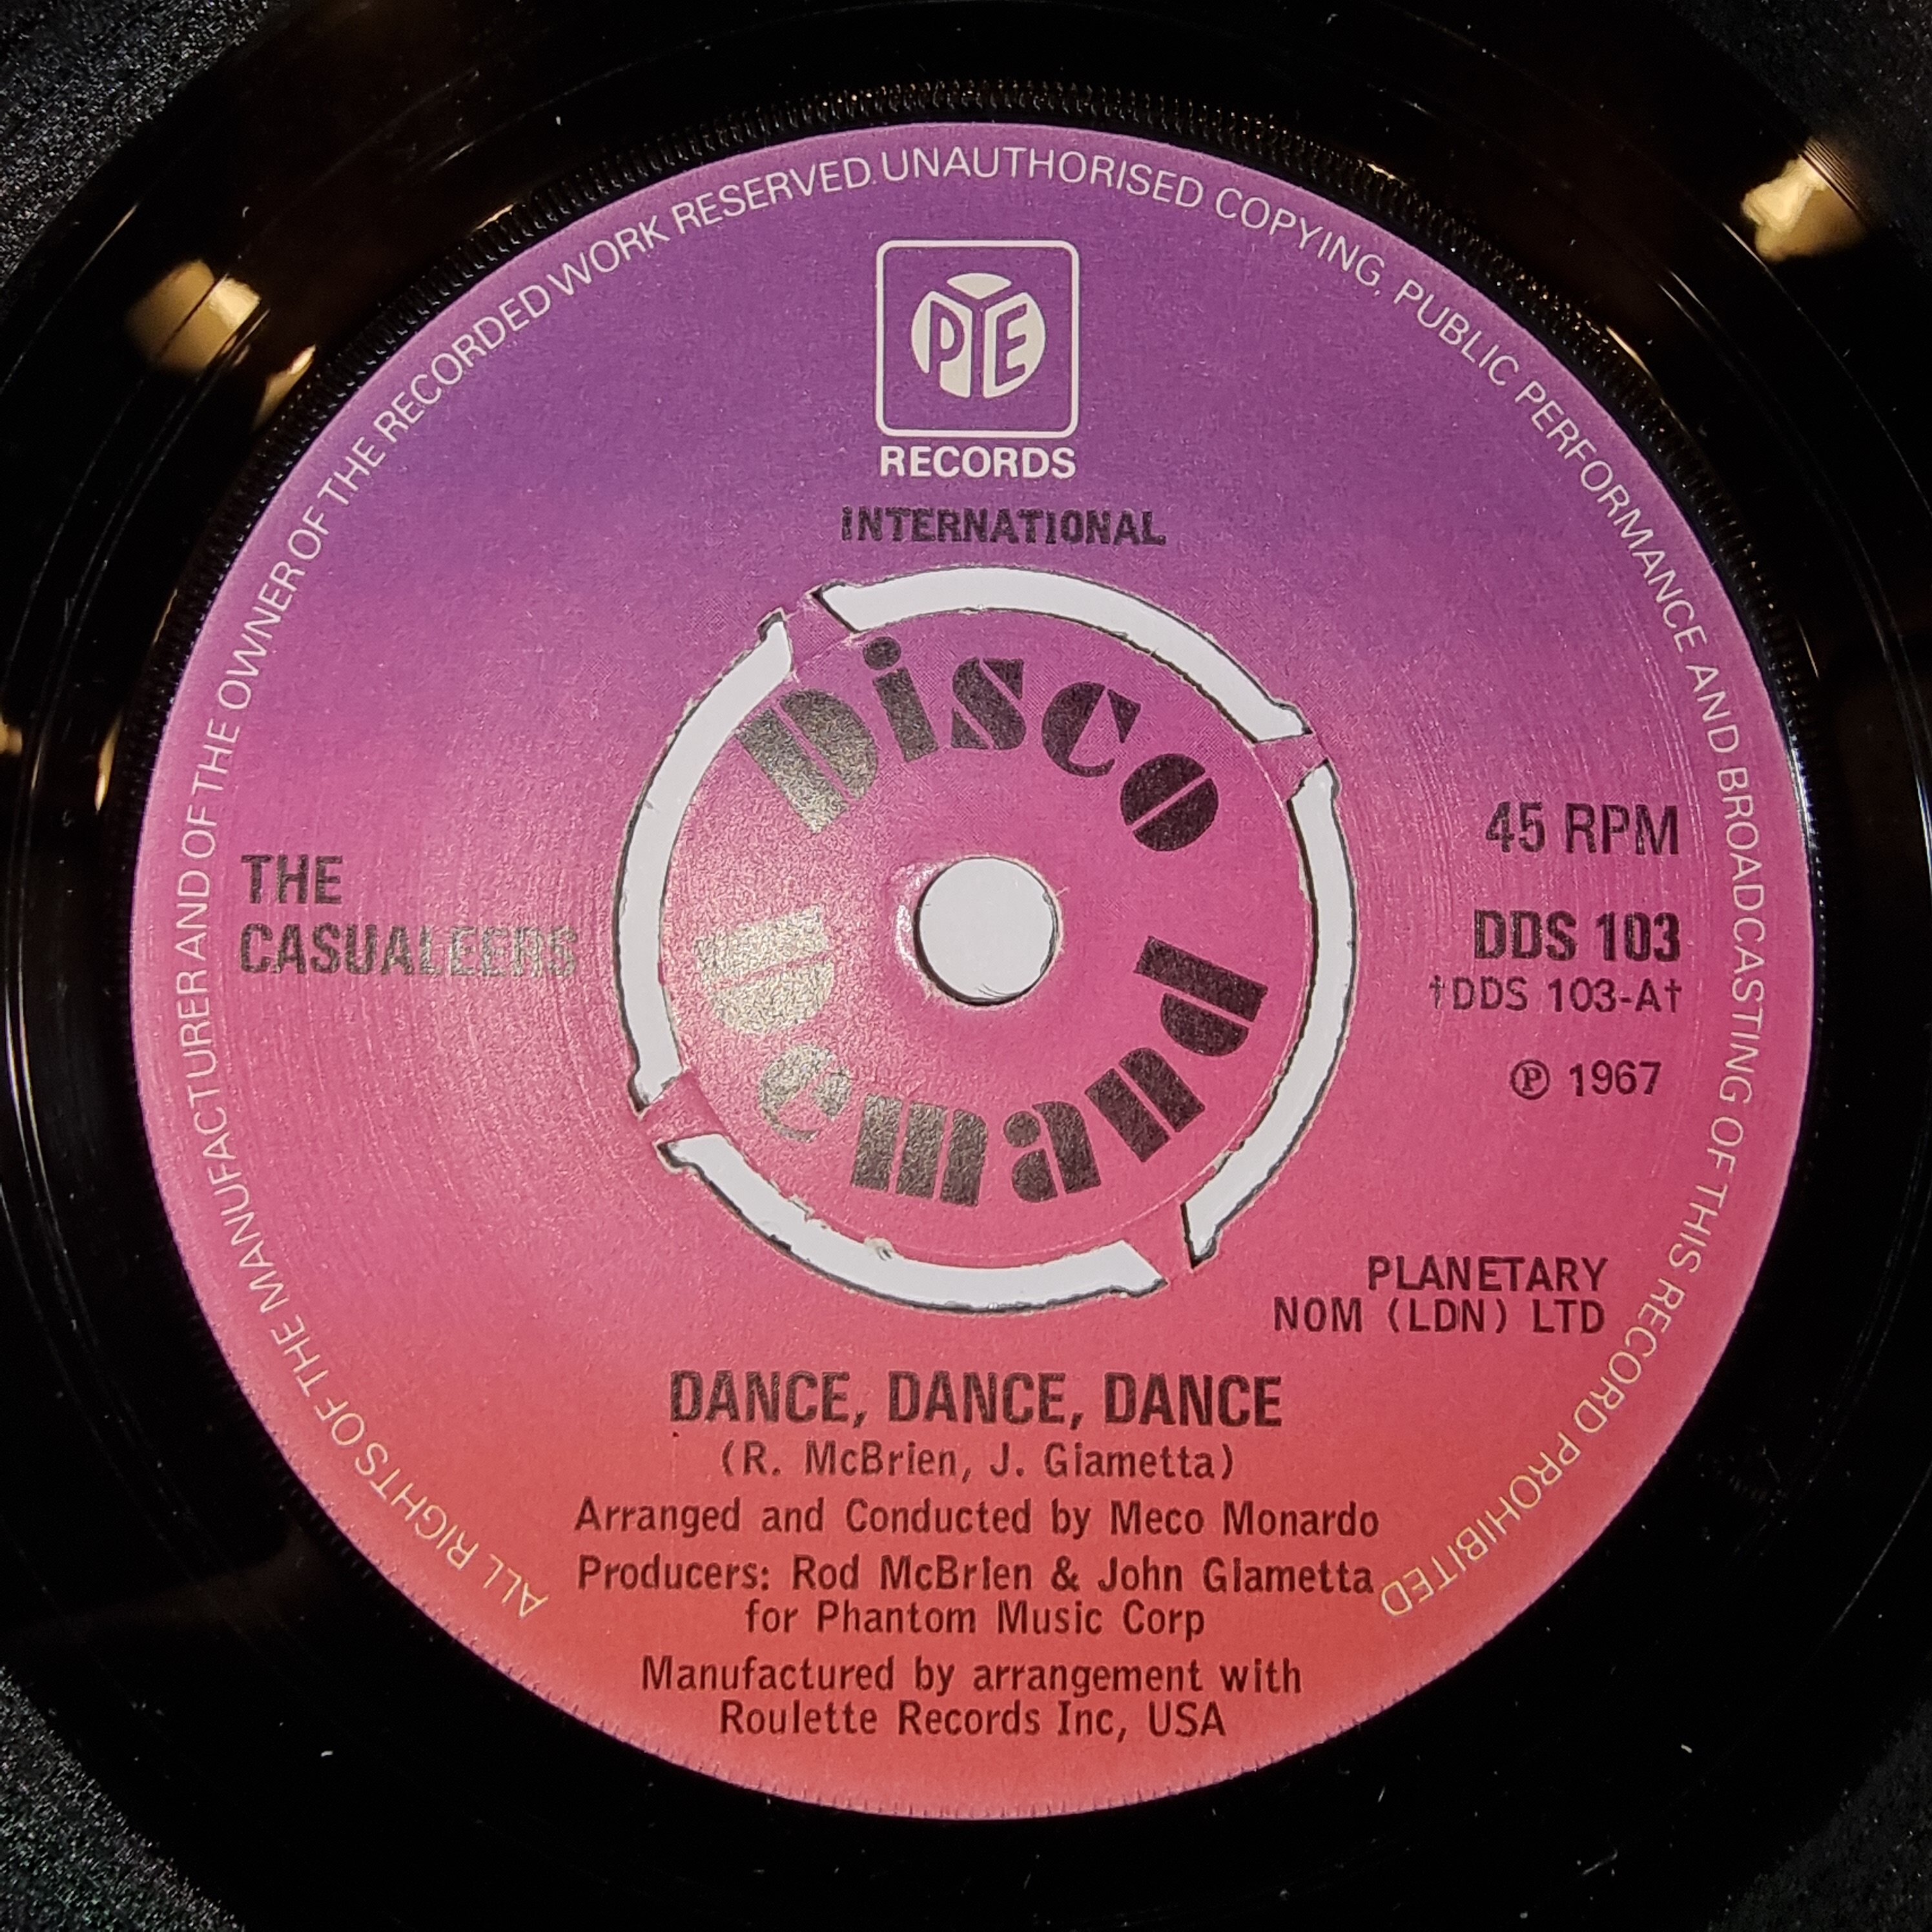 ALL RIGHTS OF THE MANUFACTURER AND OF THE OWNER OF THE RECORDED WORK RESERVED. UNAUTHORISED COPYING, PUBLIC PERFORMANCE AND BROADCASTING OF THIS RECORD PROHIBITED
PYE
RECORDS
INTERNATIONAL
Disco
Demand
THE
CASUALEERS
45 RPM
DDS 103
†DDS 103-A†
℗ 1967
PLANETARY
NOM (LDN) LTD
DANCE, DANCE, DANCE
(R. McBrien, J. Giametta)
Arranged and Conducted by Meco Monardo
Producers: Rod McBrien & John Giametta
for Phantom Music Corp
Manufactured by arrangement with
Roulette Records Inc, USA